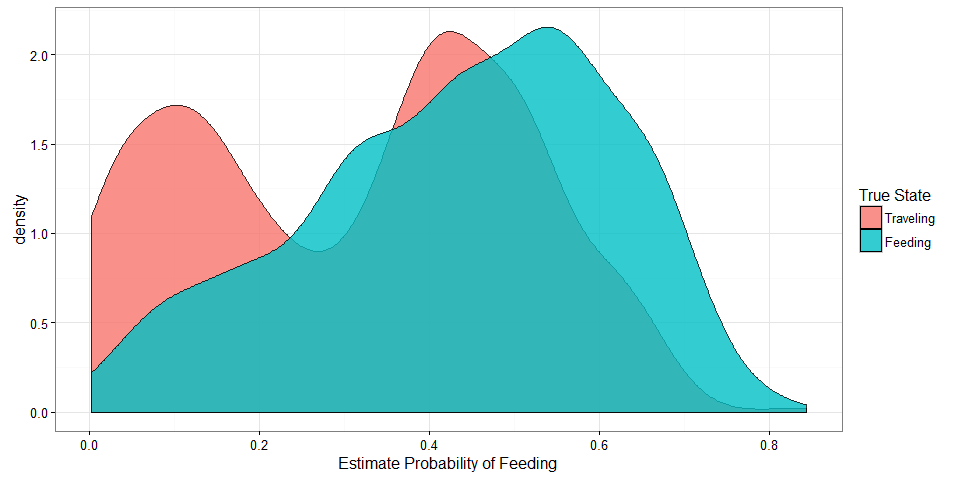 2.0
1.5
1.0
0.5
0.0
density
0.0 0.2 0.4 0.6 0.8
Estimate Probability of Feeding
True State
Traveling
Feeding